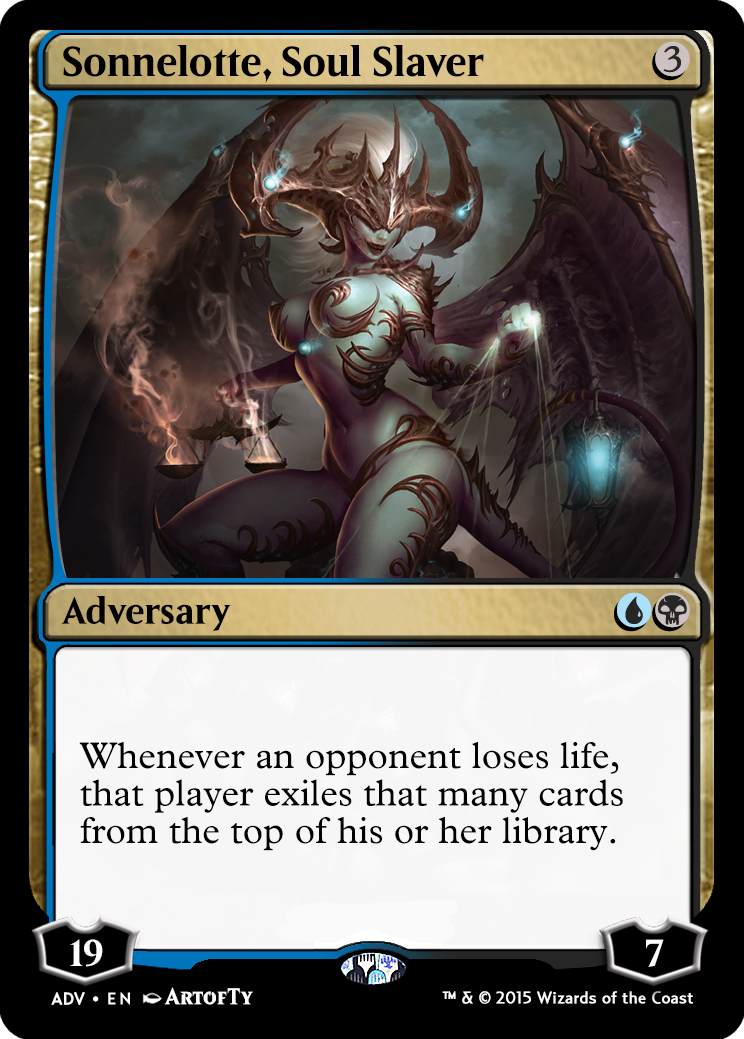 Sonnelotte, Soul Slaver 3
Adversary
Whenever an opponent loses life,
that player exiles that many cards
from the top of his or her library.
19 7
ADV • EN ArtofTy ™ & © 2015 Wizards of the Coast